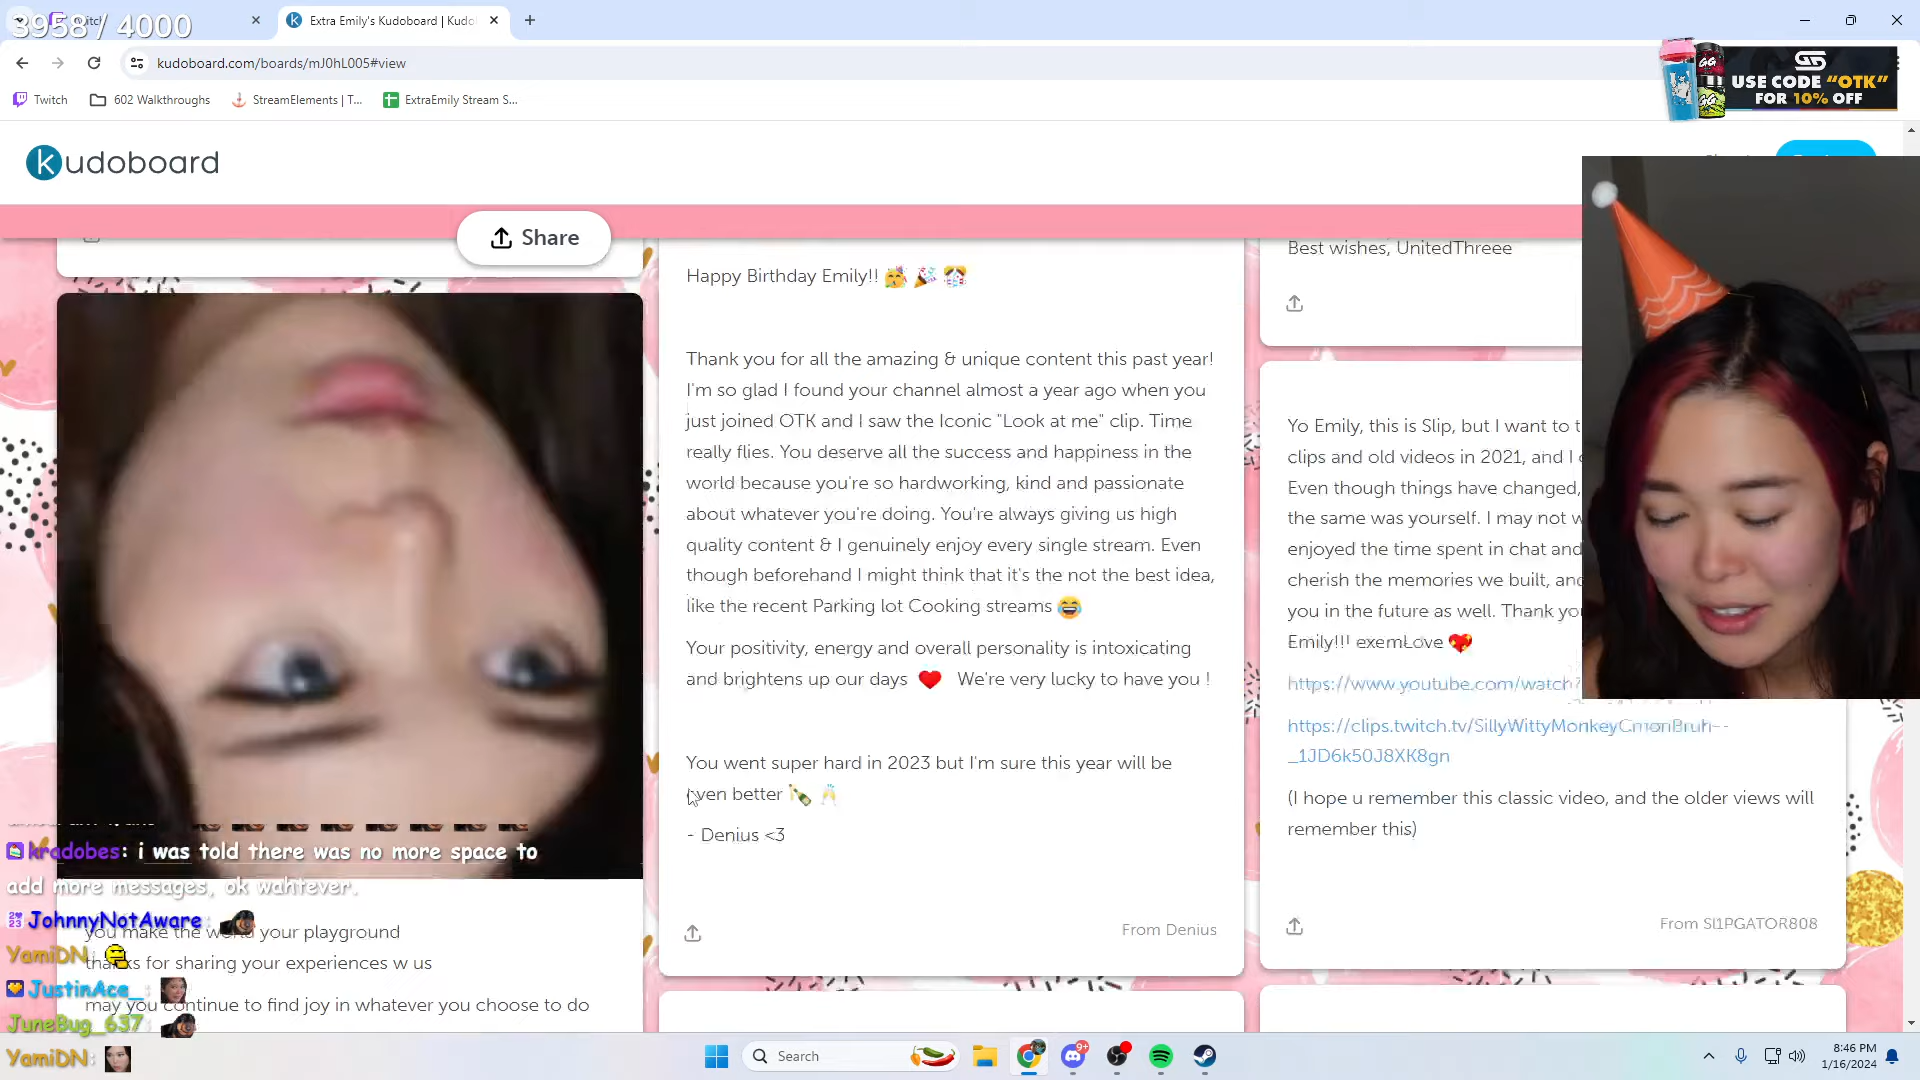 3958 / 4000
Extra Emily's Kudoboard | Kudo
kudoboard.com/boards/mJ0hL005#view
Twitch
602 Walkthroughs
StreamElements | T...
ExtraEmily Stream S...
GG
GG
USE CODE "OTK"
FOR 10% OFF
kudoboard
Share
Happy Birthday Emily!! 🥳 🎉 🎊
Thank you for all the amazing & unique content this past year!
I'm so glad I found your channel almost a year ago when you
just joined OTK and I saw the Iconic "Look at me" clip. Time
really flies. You deserve all the success and happiness in the
world because you're so hardworking, kind and passionate
about whatever you're doing. You're always giving us high
quality content & I genuinely enjoy every single stream. Even
though beforehand I might think that it's the not the best idea,
like the recent Parking lot Cooking streams 😂
Your positivity, energy and overall personality is intoxicating
and brightens up our days ❤️ We're very lucky to have you !
You went super hard in 2023 but I'm sure this year will be
even better 🍾 🥂
- Denius <3
From Denius
Best wishes, UnitedThreee
Yo Emily, this is Slip, but I want to
clips and old videos in 2021, and I
Even though things have changed,
the same was yourself. I may not
enjoyed the time spent in chat and
cherish the memories we built, and
you in the future as well. Thank you
Emily!!! exemLove 💖
https://www.youtube.com/watch
https://clips.twitch.tv/SillyWittyMonkeyCmonBruh--
_1JD6k50J8XK8gn
(I hope u remember this classic video, and the older views will
remember this)
From Sl1PGATOR808
kradobes: i was told there was no more space to
add more messages, ok wahtever.
JohnnyNotAware:
YamiDN:
JustinAce_:
JuneBug_637:
YamiDN:
you make the world your playground
thanks for sharing your experiences w us
may you continue to find joy in whatever you choose to do
Search
9+
8:46 PM
1/16/2024